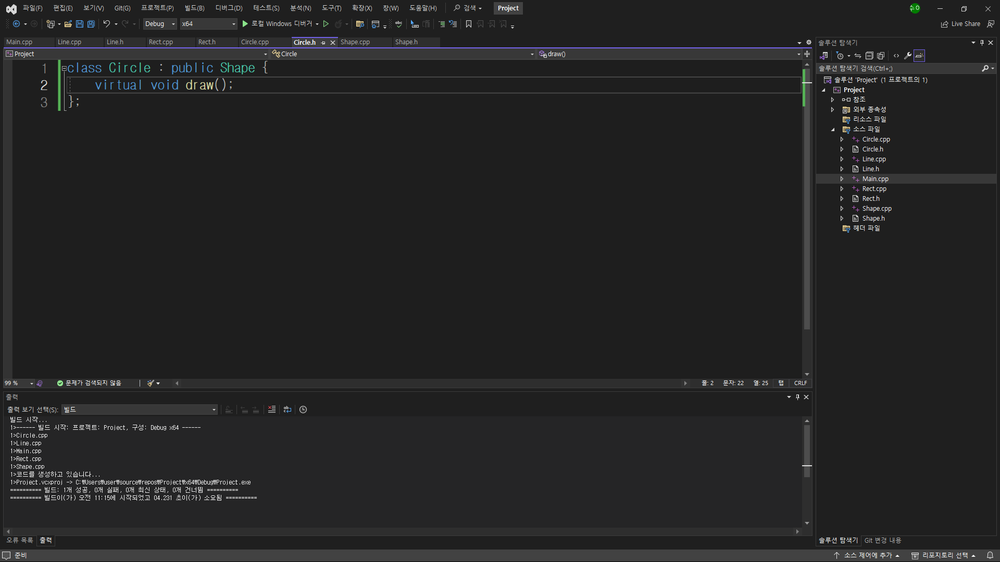 파일(F) 편집(E) 보기(V) Git(G) 프로젝트(P) 빌드(B) 디버그(D) 테스트(S) 분석(N) 도구(T) 확장(X) 창(W) 도움말(H) 검색 Project
Debug x64 로컬 Windows 디버거 Live Share
Main.cpp Line.cpp Line.h Rect.cpp Rect.h Circle.cpp Circle.h Shape.cpp Shape.h
Project Circle draw()
1 class Circle : public Shape {
2 virtual void draw();
3 };
99 % 문제가 검색되지 않음 줄: 2 문자: 22 열: 25 탭 CRLF
출력
출력 보기 선택(S): 빌드
빌드 시작...
1>------ 빌드 시작: 프로젝트: Project, 구성: Debug x64 ------
1>Circle.cpp
1>Line.cpp
1>Main.cpp
1>Rect.cpp
1>Shape.cpp
1>코드를 생성하고 있습니다...
1>Project.vcxproj -> C:₩Users₩user₩source₩repos₩Project₩x64₩Debug₩Project.exe
========== 빌드: 1개 성공, 0개 실패, 0개 최신 상태, 0개 건너뜀 ==========
========== 빌드이(가) 오전 11:15에 시작되었고 04.231 초이(가) 소요됨 ==========
오류 목록 출력
솔루션 탐색기
솔루션 탐색기 검색(Ctrl+;)
솔루션 'Project' (1 프로젝트의 1)
Project
참조
외부 종속성
리소스 파일
소스 파일
Circle.cpp
Circle.h
Line.cpp
Line.h
Main.cpp
Rect.cpp
Rect.h
Shape.cpp
Shape.h
헤더 파일
솔루션 탐색기 Git 변경 내용
준비 소스 제어에 추가 리포지토리 선택